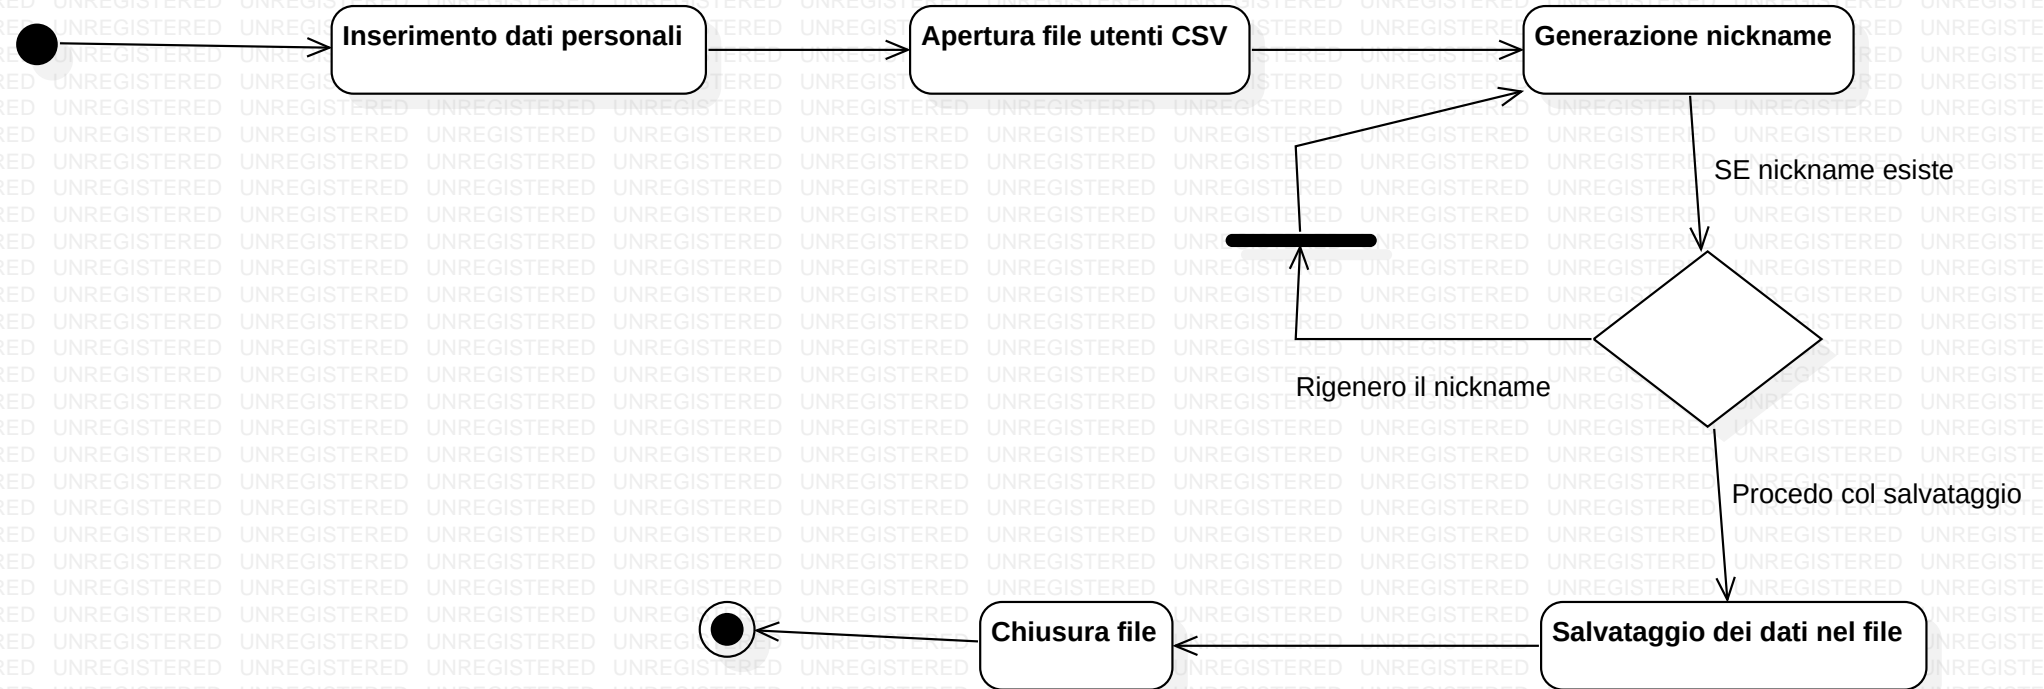 Inserimento dati personali
Apertura file utenti CSV
Generazione nickname
SE nickname esiste
Rigenero il nickname
Procedo col salvataggio
Chiusura file
Salvataggio dei dati nel file
UNREGISTERED